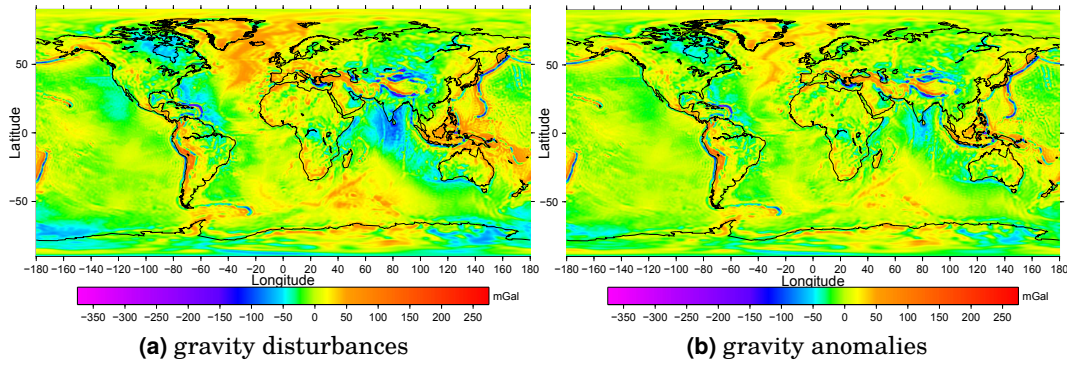 Latitude
50
0
−50
−180 −160 −140 −120 −100 −80 −60 −40 −20 0 20 40 60 80 100 120 140 160 180
Longitude
mGal
−350 −300 −250 −200 −150 −100 −50 0 50 100 150 200 250
(a) gravity disturbances
Latitude
50
0
−50
−180 −160 −140 −120 −100 −80 −60 −40 −20 0 20 40 60 80 100 120 140 160 180
Longitude
mGal
−350 −300 −250 −200 −150 −100 −50 0 50 100 150 200 250
(b) gravity anomalies